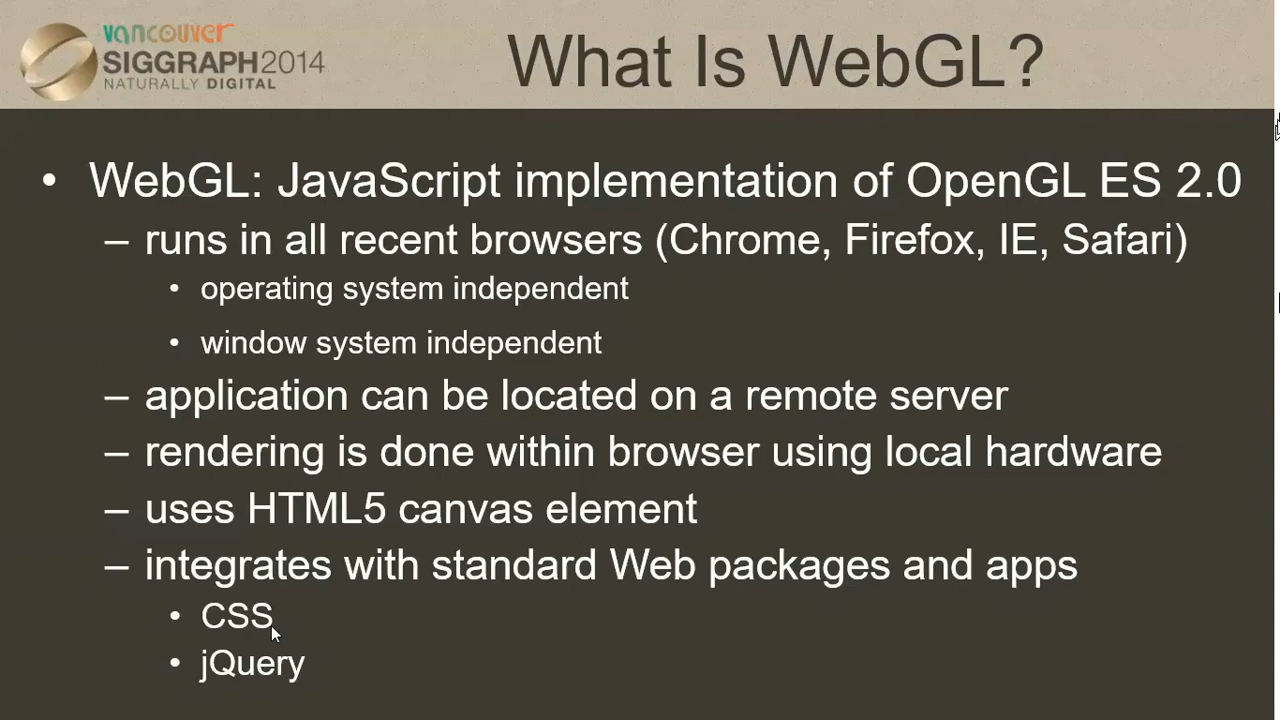 vancouver
SIGGRAPH2014
NATURALLY DIGITAL
What Is WebGL?
• WebGL: JavaScript implementation of OpenGL ES 2.0
– runs in all recent browsers (Chrome, Firefox, IE, Safari)
• operating system independent
• window system independent
– application can be located on a remote server
– rendering is done within browser using local hardware
– uses HTML5 canvas element
– integrates with standard Web packages and apps
• CSS
• jQuery